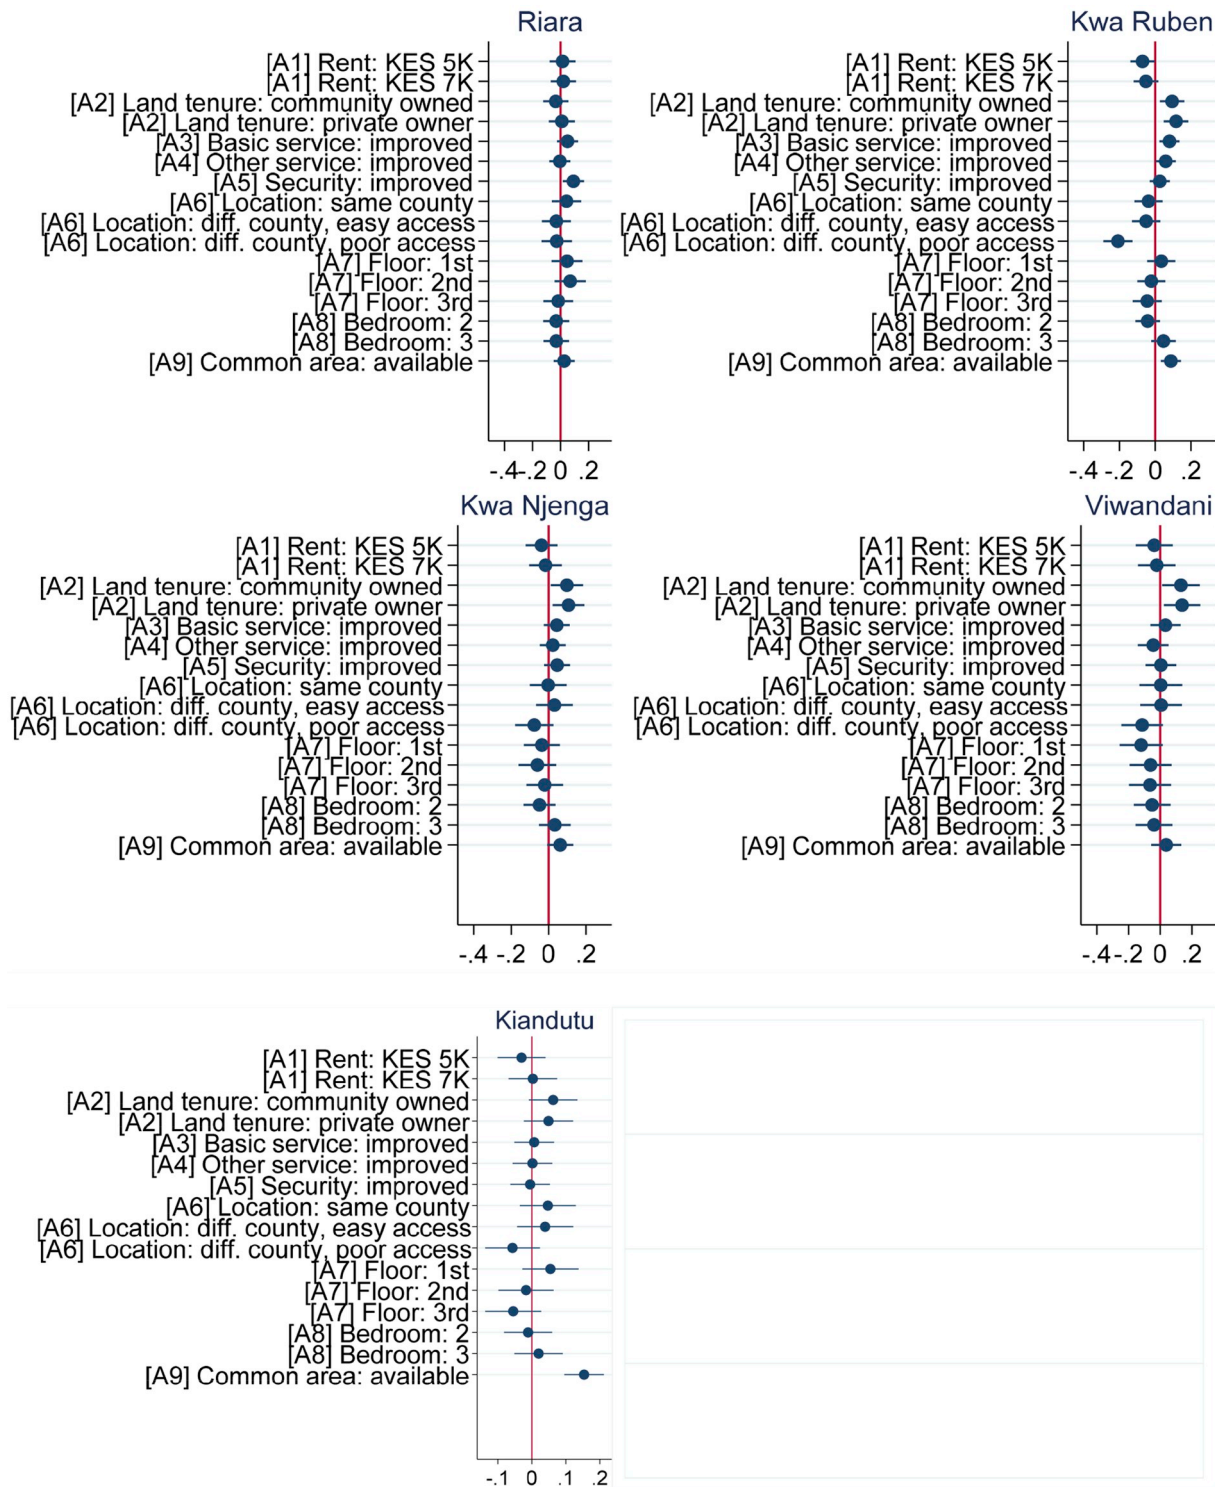 Riara
[A1] Rent: KES 5K
[A1] Rent: KES 7K
[A2] Land tenure: community owned
[A2] Land tenure: private owner
[A3] Basic service: improved
[A4] Other service: improved
[A5] Security: improved
[A6] Location: same county
[A6] Location: diff. county, easy access
[A6] Location: diff. county, poor access
[A7] Floor: 1st
[A7] Floor: 2nd
[A7] Floor: 3rd
[A8] Bedroom: 2
[A8] Bedroom: 3
[A9] Common area: available
-.4 -.2 0 .2
Kwa Ruben
[A1] Rent: KES 5K
[A1] Rent: KES 7K
[A2] Land tenure: community owned
[A2] Land tenure: private owner
[A3] Basic service: improved
[A4] Other service: improved
[A5] Security: improved
[A6] Location: same county
[A6] Location: diff. county, easy access
[A6] Location: diff. county, poor access
[A7] Floor: 1st
[A7] Floor: 2nd
[A7] Floor: 3rd
[A8] Bedroom: 2
[A8] Bedroom: 3
[A9] Common area: available
-.4 -.2 0 .2
Kwa Njenga
[A1] Rent: KES 5K
[A1] Rent: KES 7K
[A2] Land tenure: community owned
[A2] Land tenure: private owner
[A3] Basic service: improved
[A4] Other service: improved
[A5] Security: improved
[A6] Location: same county
[A6] Location: diff. county, easy access
[A6] Location: diff. county, poor access
[A7] Floor: 1st
[A7] Floor: 2nd
[A7] Floor: 3rd
[A8] Bedroom: 2
[A8] Bedroom: 3
[A9] Common area: available
-.4 -.2 0 .2
Viwandani
[A1] Rent: KES 5K
[A1] Rent: KES 7K
[A2] Land tenure: community owned
[A2] Land tenure: private owner
[A3] Basic service: improved
[A4] Other service: improved
[A5] Security: improved
[A6] Location: same county
[A6] Location: diff. county, easy access
[A6] Location: diff. county, poor access
[A7] Floor: 1st
[A7] Floor: 2nd
[A7] Floor: 3rd
[A8] Bedroom: 2
[A8] Bedroom: 3
[A9] Common area: available
-.4 -.2 0 .2
Kiandutu
[A1] Rent: KES 5K
[A1] Rent: KES 7K
[A2] Land tenure: community owned
[A2] Land tenure: private owner
[A3] Basic service: improved
[A4] Other service: improved
[A5] Security: improved
[A6] Location: same county
[A6] Location: diff. county, easy access
[A6] Location: diff. county, poor access
[A7] Floor: 1st
[A7] Floor: 2nd
[A7] Floor: 3rd
[A8] Bedroom: 2
[A8] Bedroom: 3
[A9] Common area: available
-.1 0 .1 .2